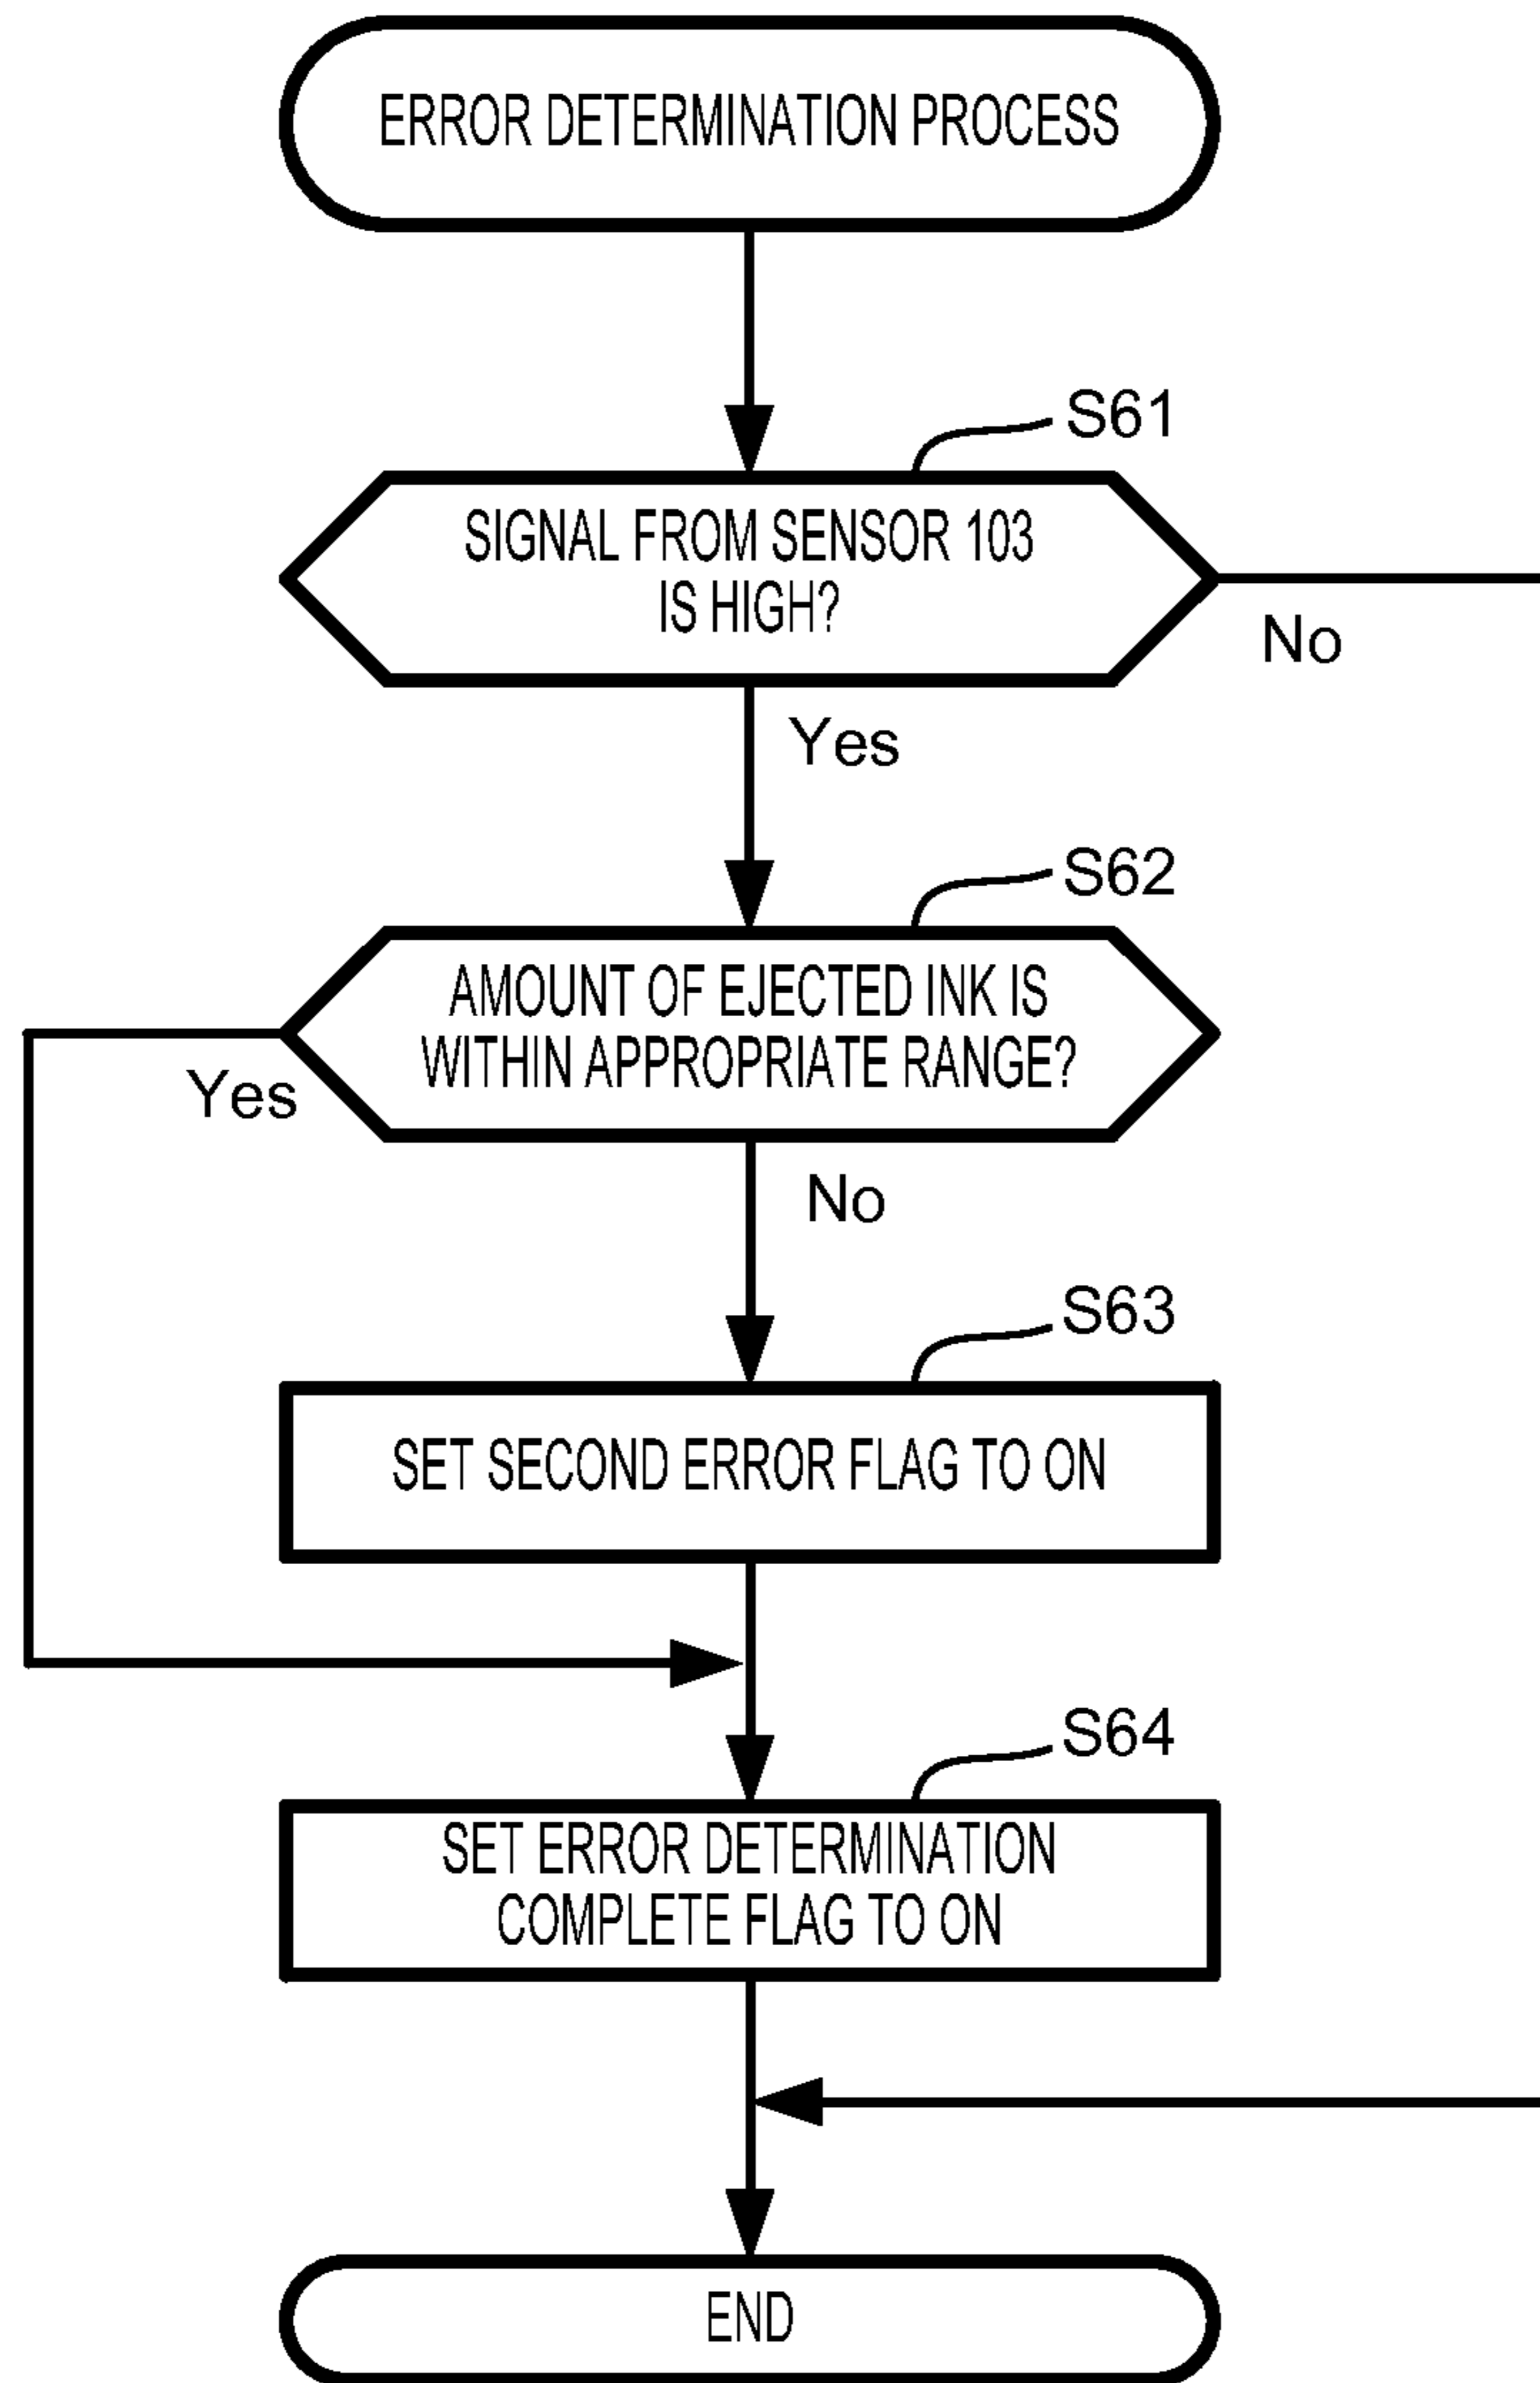 ERROR DETERMINATION PROCESS
S61
SIGNAL FROM SENSOR 103
IS HIGH?
No
Yes
S62
AMOUNT OF EJECTED INK IS
WITHIN APPROPRIATE RANGE?
Yes
No
S63
SET SECOND ERROR FLAG TO ON
S64
SET ERROR DETERMINATION
COMPLETE FLAG TO ON
END